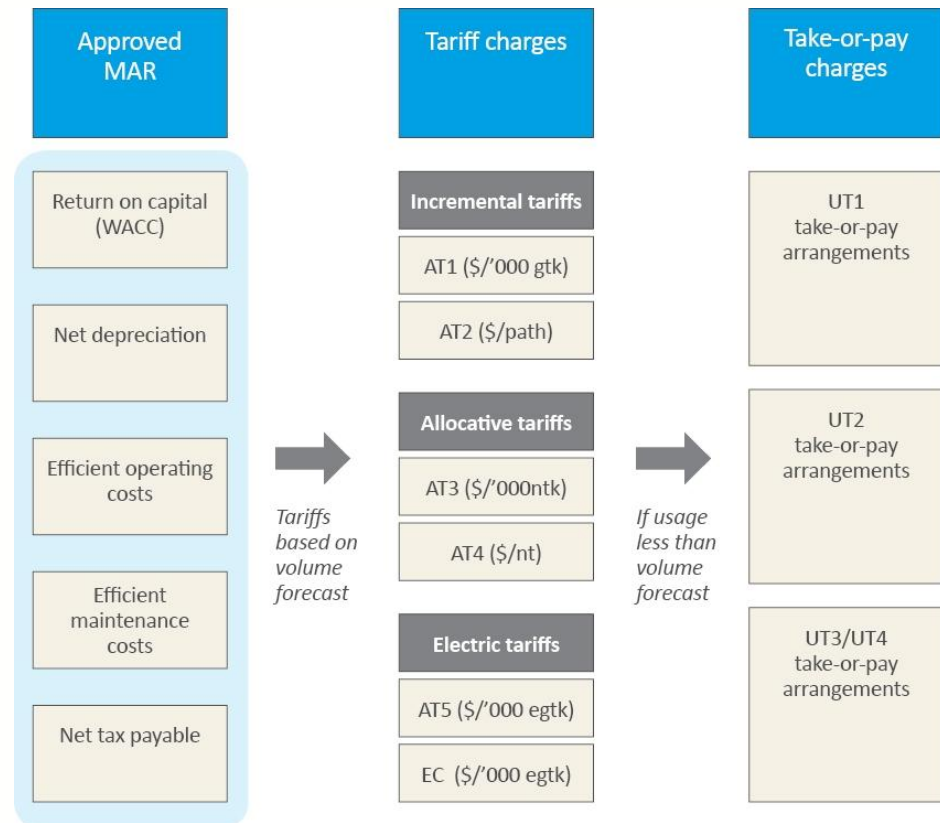 Approved
MAR
Return on capital
(WACC)
Net depreciation
Efficient operating
costs
Efficient
maintenance
costs
Net tax payable
Tariffs
based on
volume
forecast
Tariff charges
Incremental tariffs
AT1 ($/’000 gtk)
AT2 ($/path)
Allocative tariffs
AT3 ($/’000ntk)
AT4 ($/nt)
Electric tariffs
AT5 ($/’000 egtk)
EC ($/’000 egtk)
If usage
less than
volume
forecast
Take-or-pay
charges
UT1
take-or-pay
arrangements
UT2
take-or-pay
arrangements
UT3/UT4
take-or-pay
arrangements